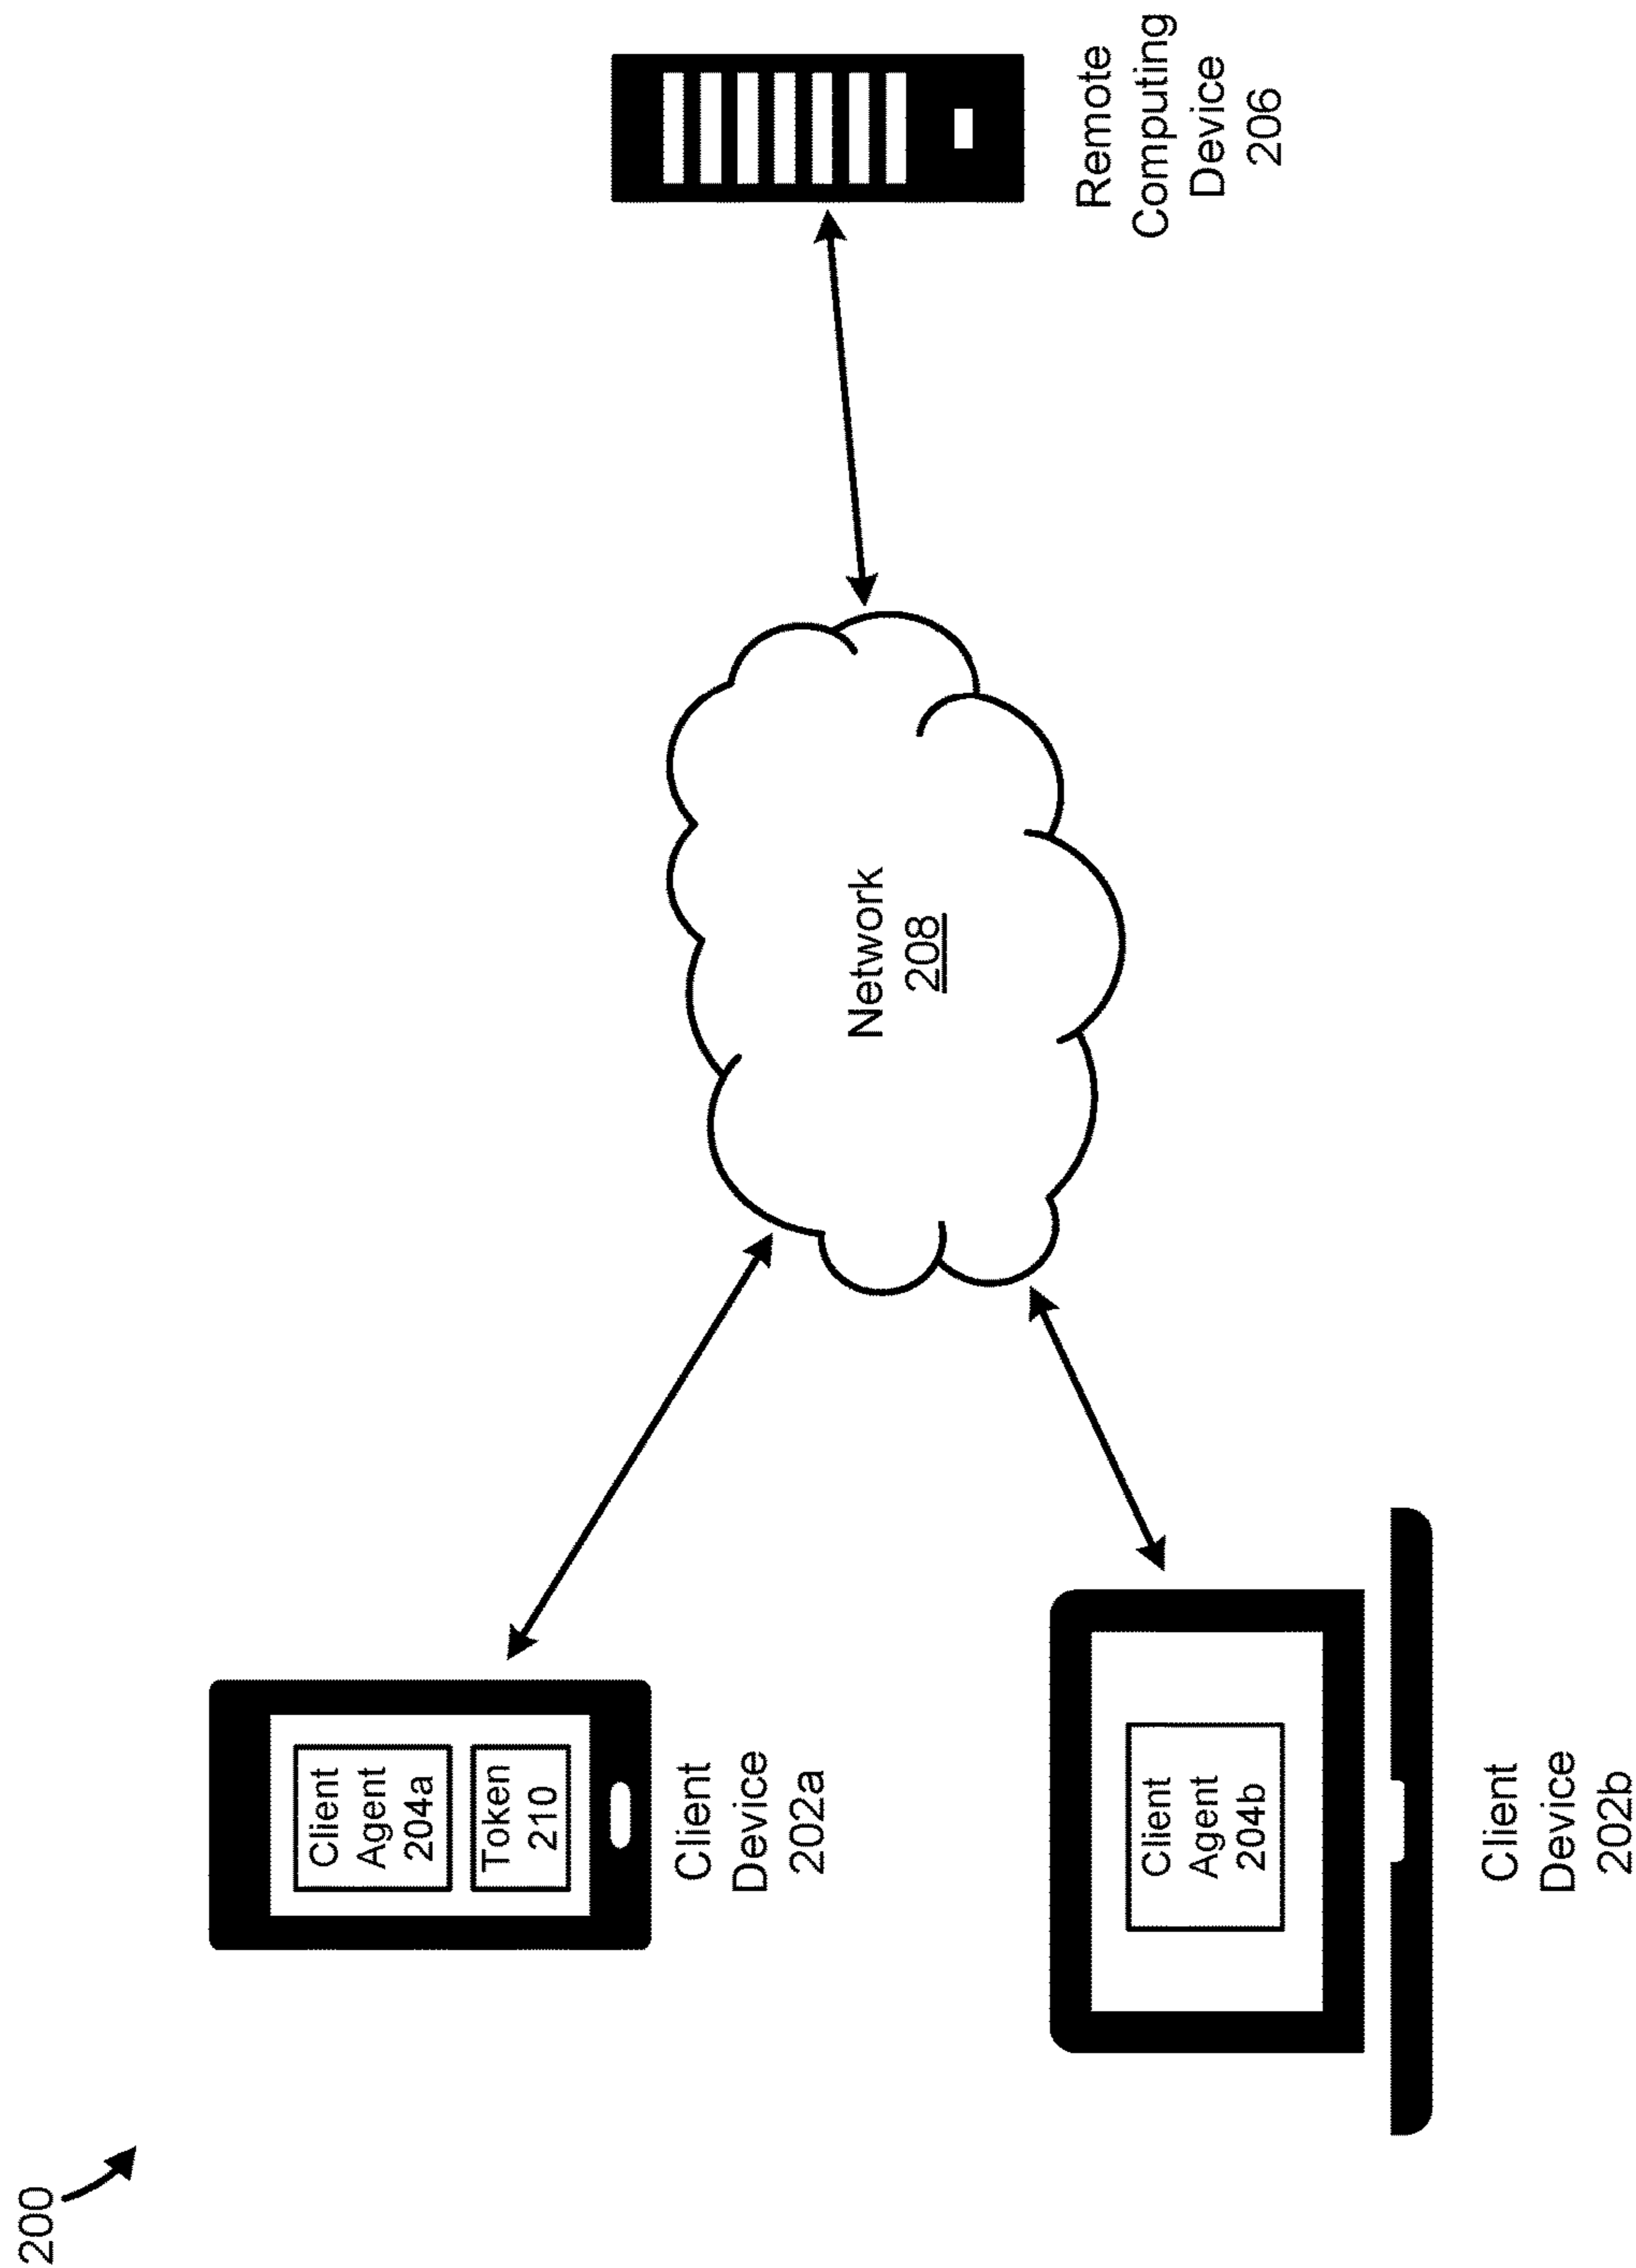 200
Client
Agent
204a
Token
210
Client
Device
202a
Network
208
Remote
Computing
Device
206
Client
Agent
204b
Client
Device
202b